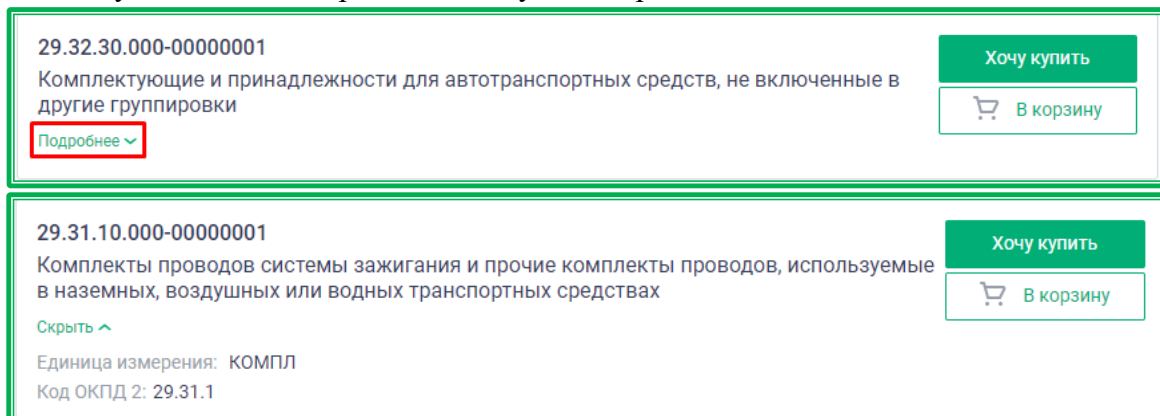 29.32.30.000-00000001
Комплектующие и принадлежности для автотранспортных средств, не включенные в
другие группировки
Подробнее
Хочу купить
В корзину
29.31.10.000-00000001
Комплекты проводов системы зажигания и прочие комплекты проводов, используемые
в наземных, воздушных или водных транспортных средствах
Скрыть
Единица измерения: КОМПЛ
Код ОКПД 2: 29.31.1
Хочу купить
В корзину